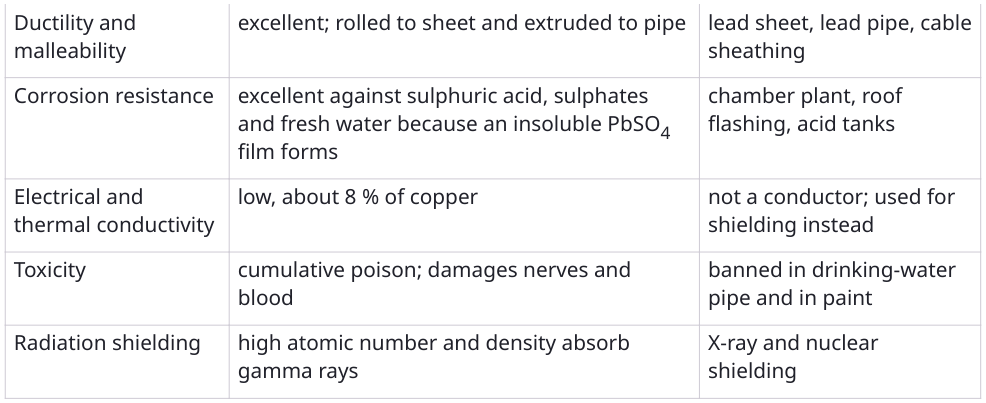 Ductility and
malleability
excellent; rolled to sheet and extruded to pipe
lead sheet, lead pipe, cable
sheathing
Corrosion resistance
excellent against sulphuric acid, sulphates
and fresh water because an insoluble PbSO₄
film forms
chamber plant, roof
flashing, acid tanks
Electrical and
thermal conductivity
low, about 8 % of copper
not a conductor; used for
shielding instead
Toxicity
cumulative poison; damages nerves and
blood
banned in drinking-water
pipe and in paint
Radiation shielding
high atomic number and density absorb
gamma rays
X-ray and nuclear
shielding